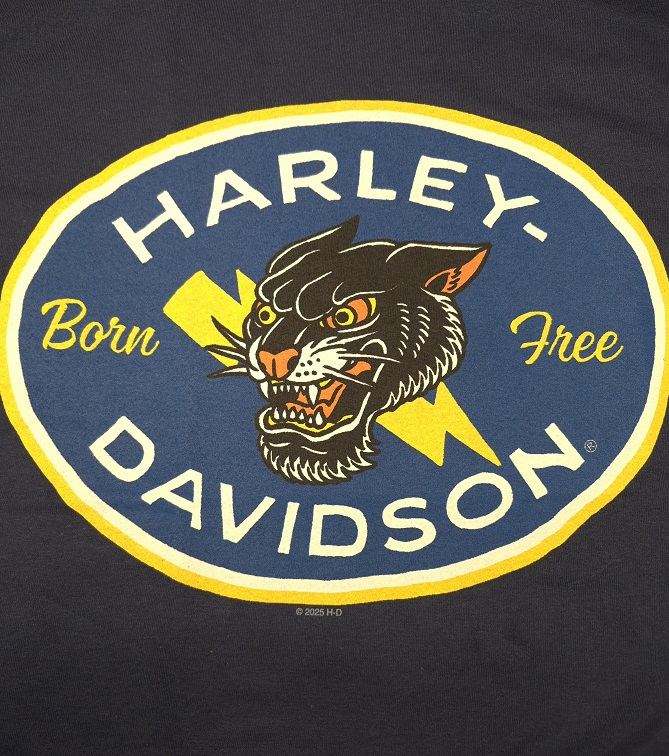 HARLEY-
Born Free
DAVIDSON®
© 2025 H-D